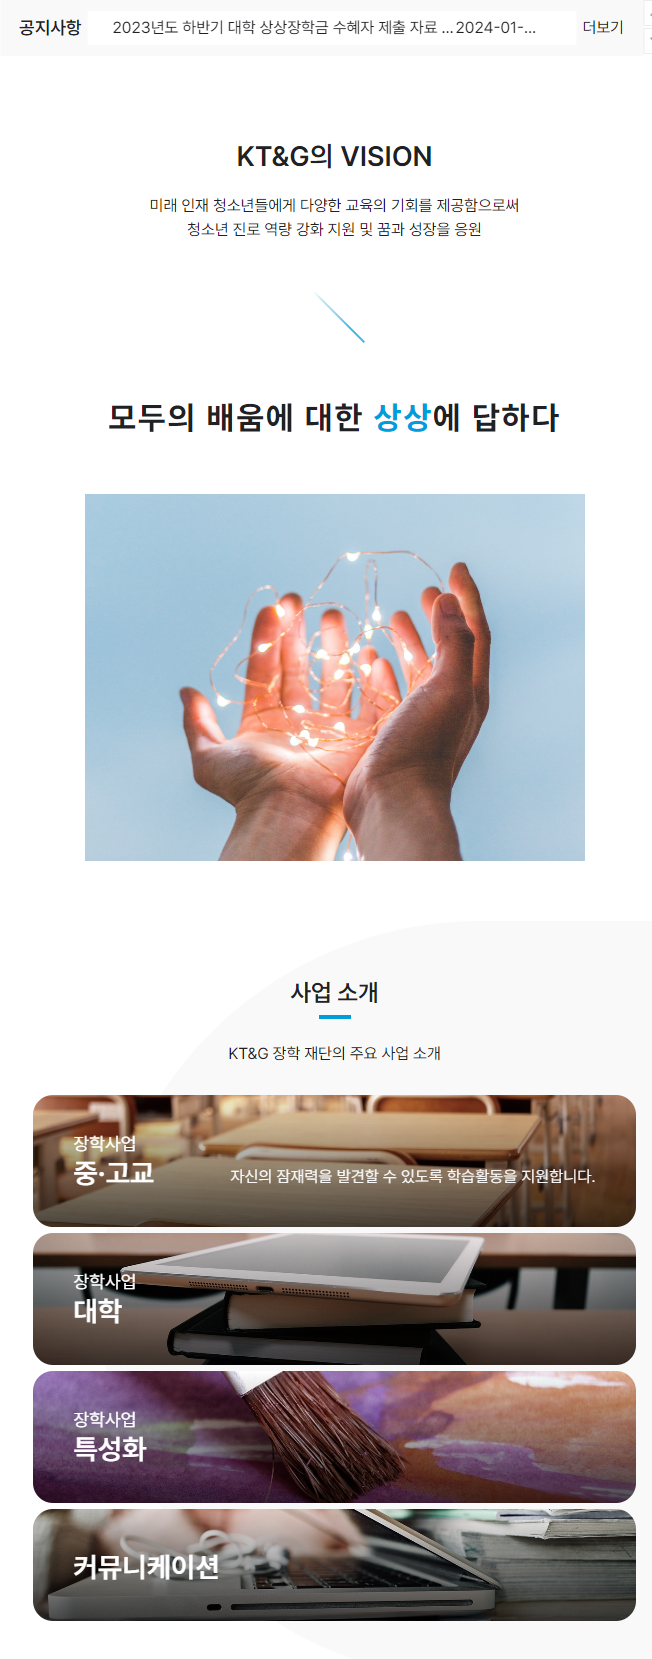 공지사항 2023년도 하반기 대학 상상장학금 수혜자 제출 자료 ... 2024-01-... 더보기
KT&G의 VISION
미래 인재 청소년들에게 다양한 교육의 기회를 제공함으로써
청소년 진로 역량 강화 지원 및 꿈과 성장을 응원
모두의 배움에 대한 상상에 답하다
사업 소개
KT&G 장학 재단의 주요 사업 소개
장학사업
중·고교
자신의 잠재력을 발견할 수 있도록 학습활동을 지원합니다.
장학사업
대학
장학사업
특성화
커뮤니케이션